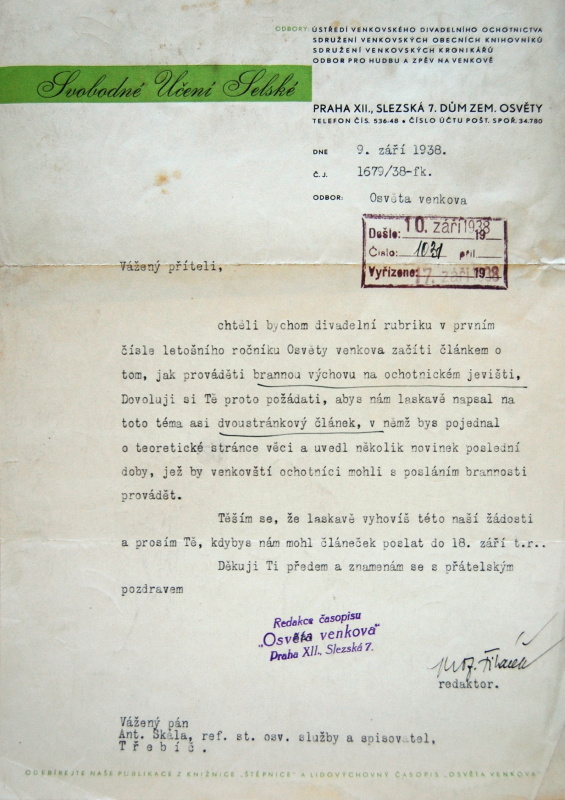 ODBORY: ÚSTŘEDÍ VENKOVSKÉHO DIVADELNÍHO OCHOTNICTVA
SDRUŽENÍ VENKOVSKÝCH OBECNÍCH KNIHOVNÍKŮ
SDRUŽENÍ VENKOVSKÝCH KRONIKÁŘŮ
ODBOR PRO HUDBU A ZPĚV NA VENKOVĚ
Svobodné Učení Selské
PRAHA XII., SLEZSKÁ 7. DŮM ZEM. OSVĚTY
TELEFON ČÍS. 536-48 • ČÍSLO ÚČTU POŠT. SPOŘ. 34.780
DNE 9. září 1938.
Č. J. 1679/38-fk.
ODBOR: Osvěta venkova
Došlo: 10. září 1938 19
Číslo: 1031 příl
Vyřízeno: 17. září 1938 193
Vážený příteli,
chtěli bychom divadelní rubriku v prvním
čísle letošního ročníku Osvěty venkova začíti článkem o
tom, jak prováděti brannou výchovu na ochotnickém jevišti,
Dovoluji si Tě proto požádati, abys nám laskavě napsal na
toto téma asi dvoustránkový článek, v němž bys pojednal
o teoretické stránce věci a uvedl několik novinek poslední
doby, jež by venkovští ochotníci mohli s posláním brannosti
provádět.
Těším se, že laskavě vyhovíš této naší žádosti
a prosím Tě, kdybys nám mohl článeček poslat do 18. září t.r..
Děkuji Ti předem a znamenám se s přátelským
pozdravem
Redakce časopisu
"Osvěta venkova"
Praha XII., Slezská 7.
redaktor.
Vážený pán
Ant. Skála, ref. st. osv. služby a spisovatel,
Třebíč.
ODEBÍREJTE NAŠE PUBLIKACE Z KNIŽNICE „ŠTĚPNICE“ A LIDOVÝCHOVNÝ ČASOPIS „OSVĚTA VENKOVA“